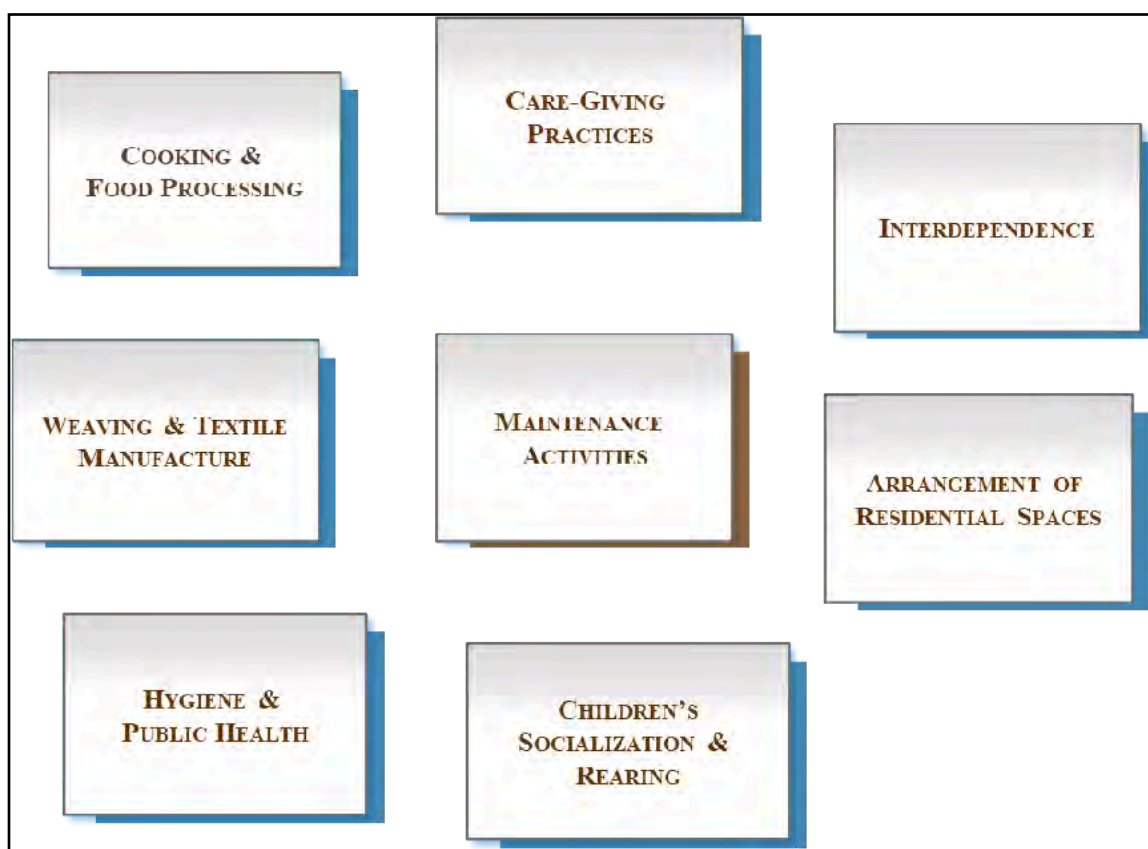 CARE-GIVING
PRACTICES
COOKING &
FOOD PROCESSING
INTERDEPENDENCE
WEAVING & TEXTILE
MANUFACTURE
MAINTENANCE
ACTIVITIES
ARRANGEMENT OF
RESIDENTIAL SPACES
HYGIENE &
PUBLIC HEALTH
CHILDREN'S
SOCIALIZATION &
REARING